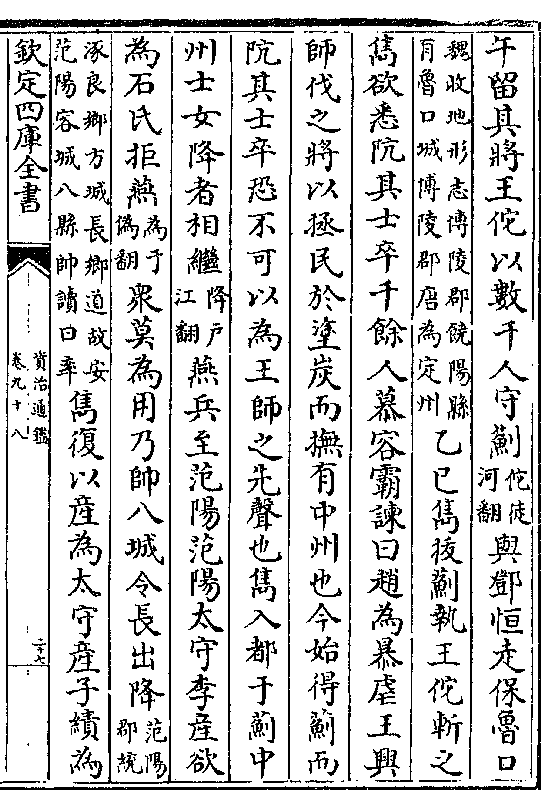 午留其將王佗以數千人守薊佗徒河翻與鄧恒走保魯口
魏收地形志博陵郡饒陽縣有魯口城博陵郡唐為定州乙巳雋拔薊執王佗斬之
雋欲悉阬其士卒千餘人慕容霸諫曰趙為暴虐王興
師伐之將以拯民於塗炭而撫有中州也今始得薊而
阬其士卒恐不可以為王師之先聲也雋入都于薊中
州士女降者相繼降戶江翻燕兵至范陽范陽太守李産欲
為石氏拒燕為于偽翻衆莫為用乃帥八城令長出降范陽郡統
涿良鄉方城長鄉道故安范陽容城八縣帥讀曰率雋復以産為太守産子績為
欽定四庫全書
資治通鑑
卷九十八
二十七